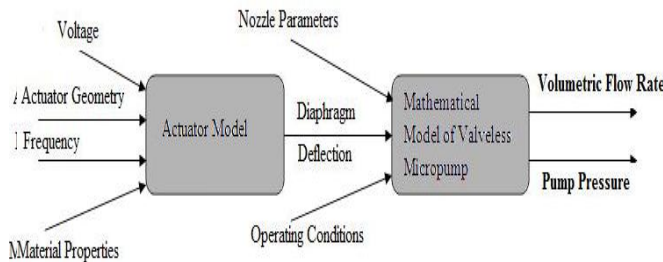 Nozzle Parameters
Voltage
Volumetric Flow Rate
Actuator Geometry
Mathematical
Diaphragm
Actuator Model
Model of Valveless
Frequency
Deflection
Micropump
Pump Pressure
Operating Conditions
MMaterial Properties